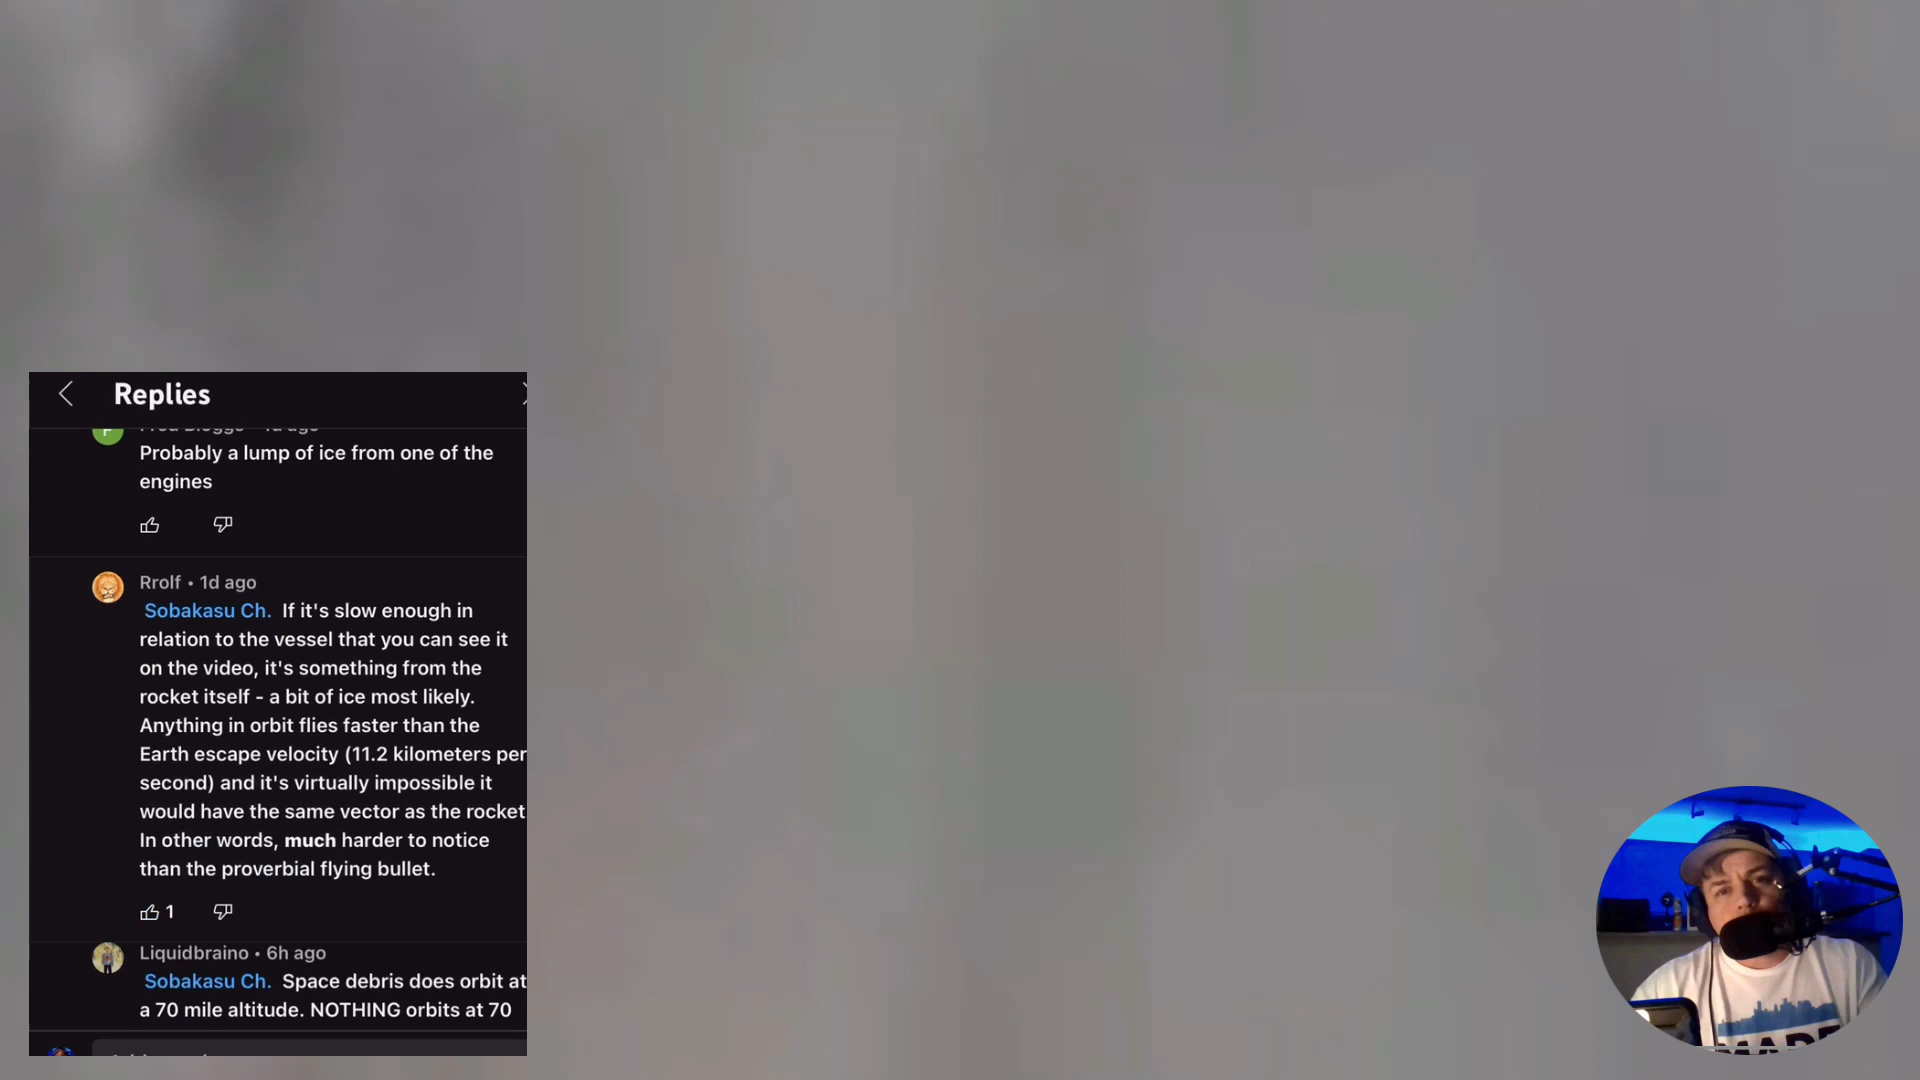 Replies
Probably a lump of ice from one of the
engines
Rrolf • 1d ago
Sobakasu Ch. If it's slow enough in
relation to the vessel that you can see it
on the video, it's something from the
rocket itself - a bit of ice most likely.
Anything in orbit flies faster than the
Earth escape velocity (11.2 kilometers per
second) and it's virtually impossible it
would have the same vector as the rocket
In other words, much harder to notice
than the proverbial flying bullet.
1
Liquidbraino • 6h ago
Sobakasu Ch. Space debris does orbit at
a 70 mile altitude. NOTHING orbits at 70